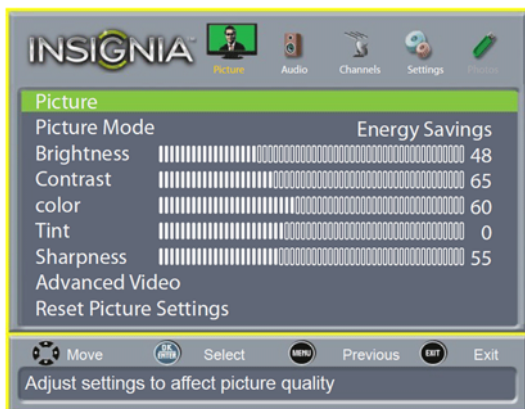 INSIGNIA
Picture Audio Channels Settings Photos
Picture
Picture Mode Energy Savings
Brightness 48
Contrast 65
color 60
Tint 0
Sharpness 55
Advanced Video
Reset Picture Settings
Move OK ENTER Select MENU Previous EXIT Exit
Adjust settings to affect picture quality